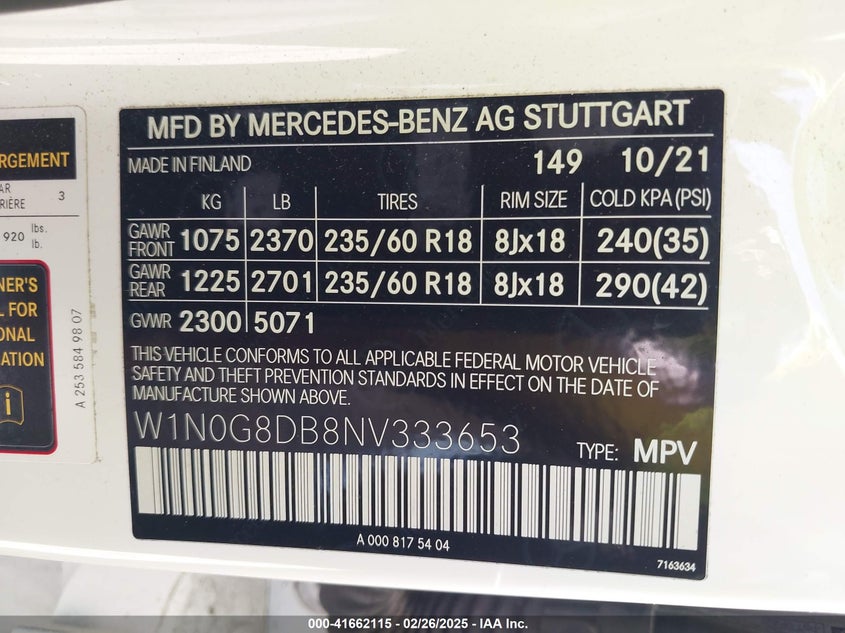 RGEMENT
AR
RIÈRE 3
920 lbs.
lb.
NER'S
L FOR
ONAL
ATION
i
A 253 584 98 07
MFD BY MERCEDES-BENZ AG STUTTGART
MADE IN FINLAND 149 10/21
KG LB TIRES RIM SIZE COLD KPA (PSI)
GAWR FRONT 1075 2370 235/60 R18 8Jx18 240(35)
GAWR REAR 1225 2701 235/60 R18 8Jx18 290(42)
GVWR 2300 5071
THIS VEHICLE CONFORMS TO ALL APPLICABLE FEDERAL MOTOR VEHICLE
SAFETY AND THEFT PREVENTION STANDARDS IN EFFECT ON THE DATE OF
MANUFACTURE SHOWN ABOVE.
W1N0G8DB8NV333653 TYPE: MPV
A 000 817 54 04
7163634
000-41662115 - 02/26/2025 - IAA Inc.